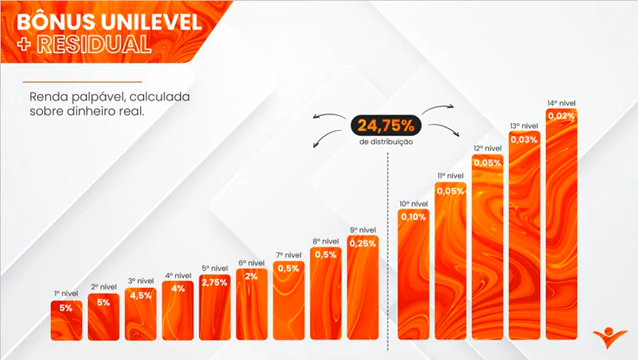 BÔNUS UNILEVEL
+ RESIDUAL
Renda palpável, calculada
sobre dinheiro real.
24,75%
de distribuição
1º nível
5%
2º nível
5%
3º nível
4,5%
4º nível
4%
5º nível
2,75%
6º nível
2%
7º nível
0,5%
8º nível
0,5%
9º nível
0,25%
10º nível
0,10%
11º nível
0,05%
12º nível
0,05%
13º nível
0,03%
14º nível
0,02%